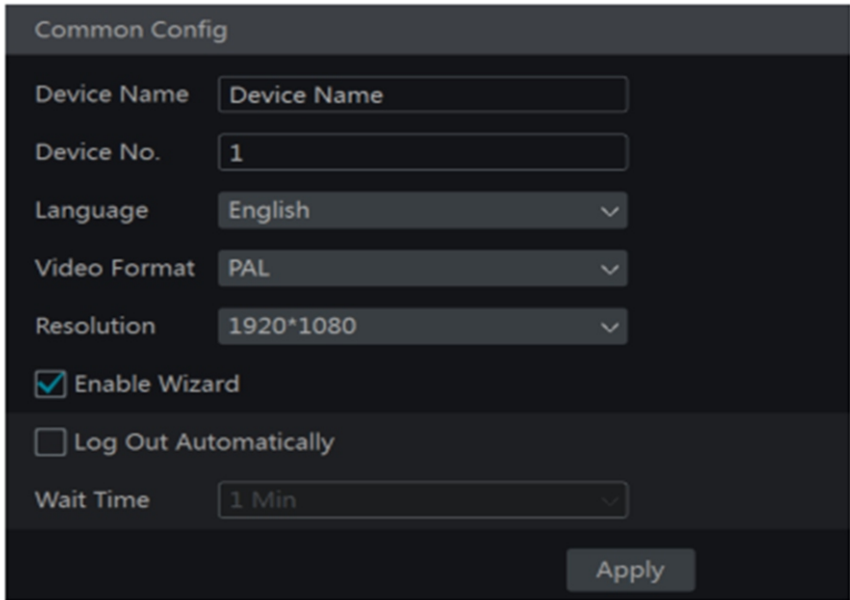 Common Config
Device Name Device Name
Device No. 1
Language English
Video Format PAL
Resolution 1920*1080
Enable Wizard
Log Out Automatically
Wait Time 1 Min
Apply